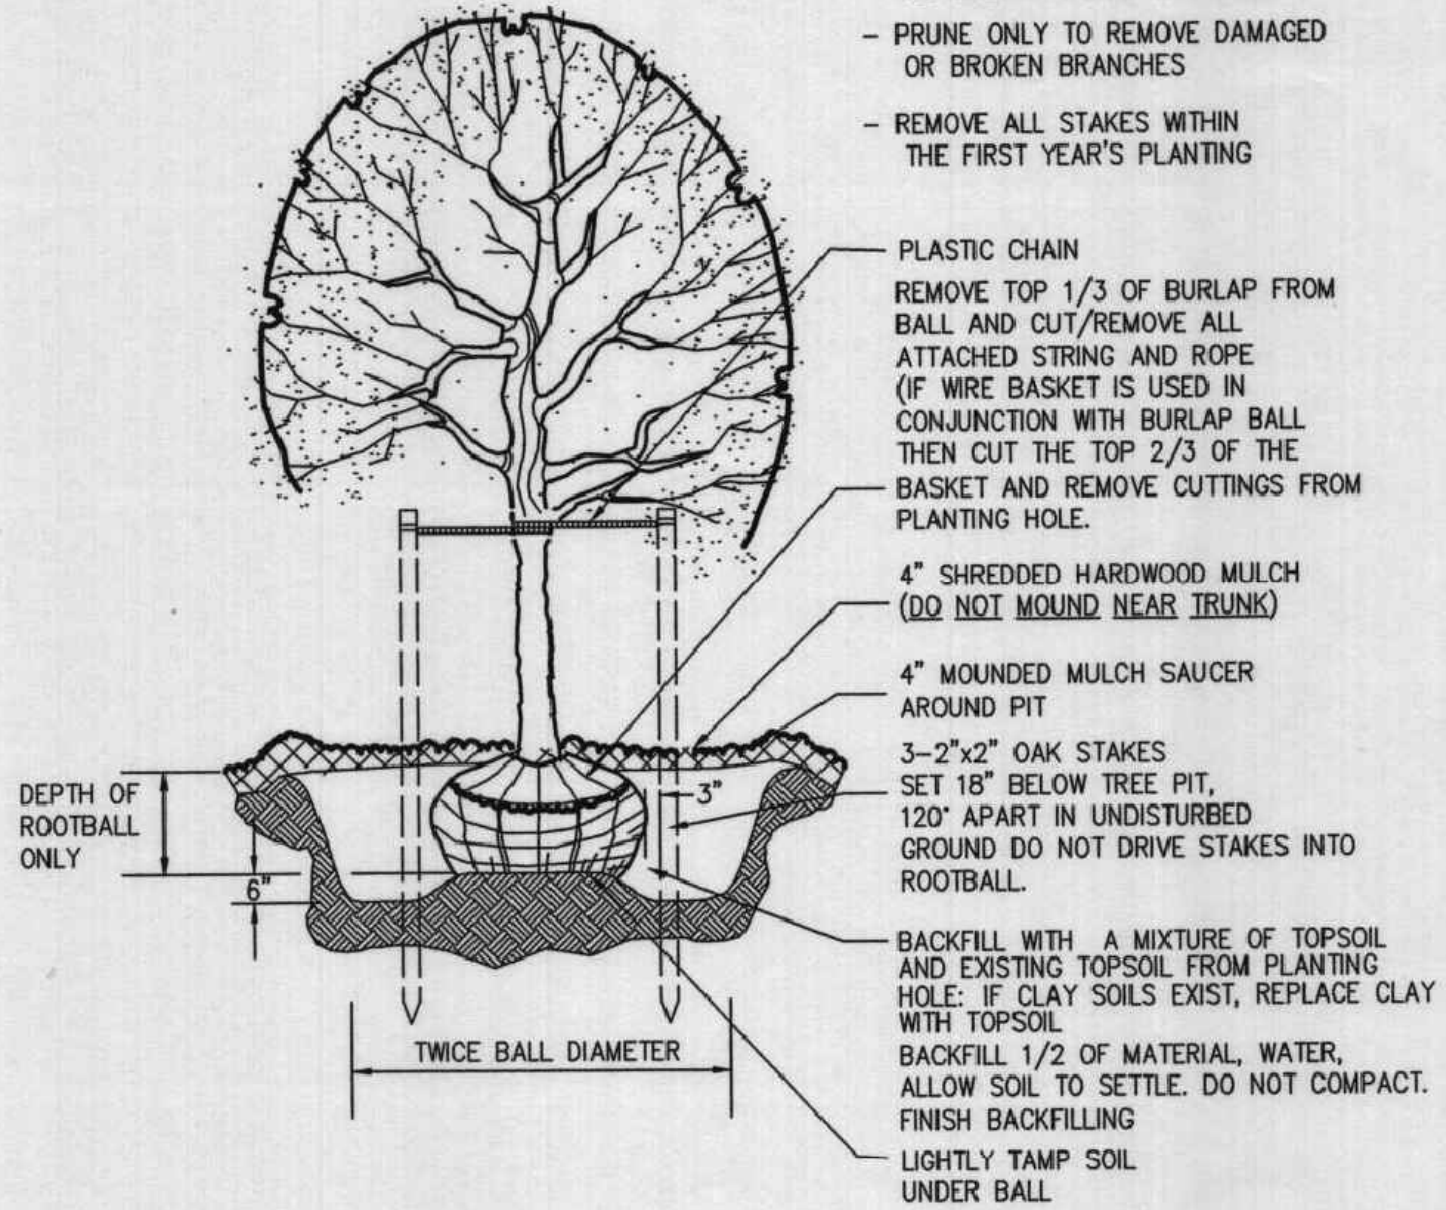 - PRUNE ONLY TO REMOVE DAMAGED
OR BROKEN BRANCHES
- REMOVE ALL STAKES WITHIN
THE FIRST YEAR'S PLANTING
PLASTIC CHAIN
REMOVE TOP 1/3 OF BURLAP FROM
BALL AND CUT/REMOVE ALL
ATTACHED STRING AND ROPE
(IF WIRE BASKET IS USED IN
CONJUNCTION WITH BURLAP BALL
THEN CUT THE TOP 2/3 OF THE
BASKET AND REMOVE CUTTINGS FROM
PLANTING HOLE.
4" SHREDDED HARDWOOD MULCH
(DO NOT MOUND NEAR TRUNK)
4" MOUNDED MULCH SAUCER
AROUND PIT
3-2"x2" OAK STAKES
SET 18" BELOW TREE PIT,
120° APART IN UNDISTURBED
GROUND DO NOT DRIVE STAKES INTO
ROOTBALL.
BACKFILL WITH A MIXTURE OF TOPSOIL
AND EXISTING TOPSOIL FROM PLANTING
HOLE: IF CLAY SOILS EXIST, REPLACE CLAY
WITH TOPSOIL
BACKFILL 1/2 OF MATERIAL, WATER,
ALLOW SOIL TO SETTLE. DO NOT COMPACT.
FINISH BACKFILLING
LIGHTLY TAMP SOIL
UNDER BALL
DEPTH OF
ROOTBALL
ONLY
6"
3"
TWICE BALL DIAMETER